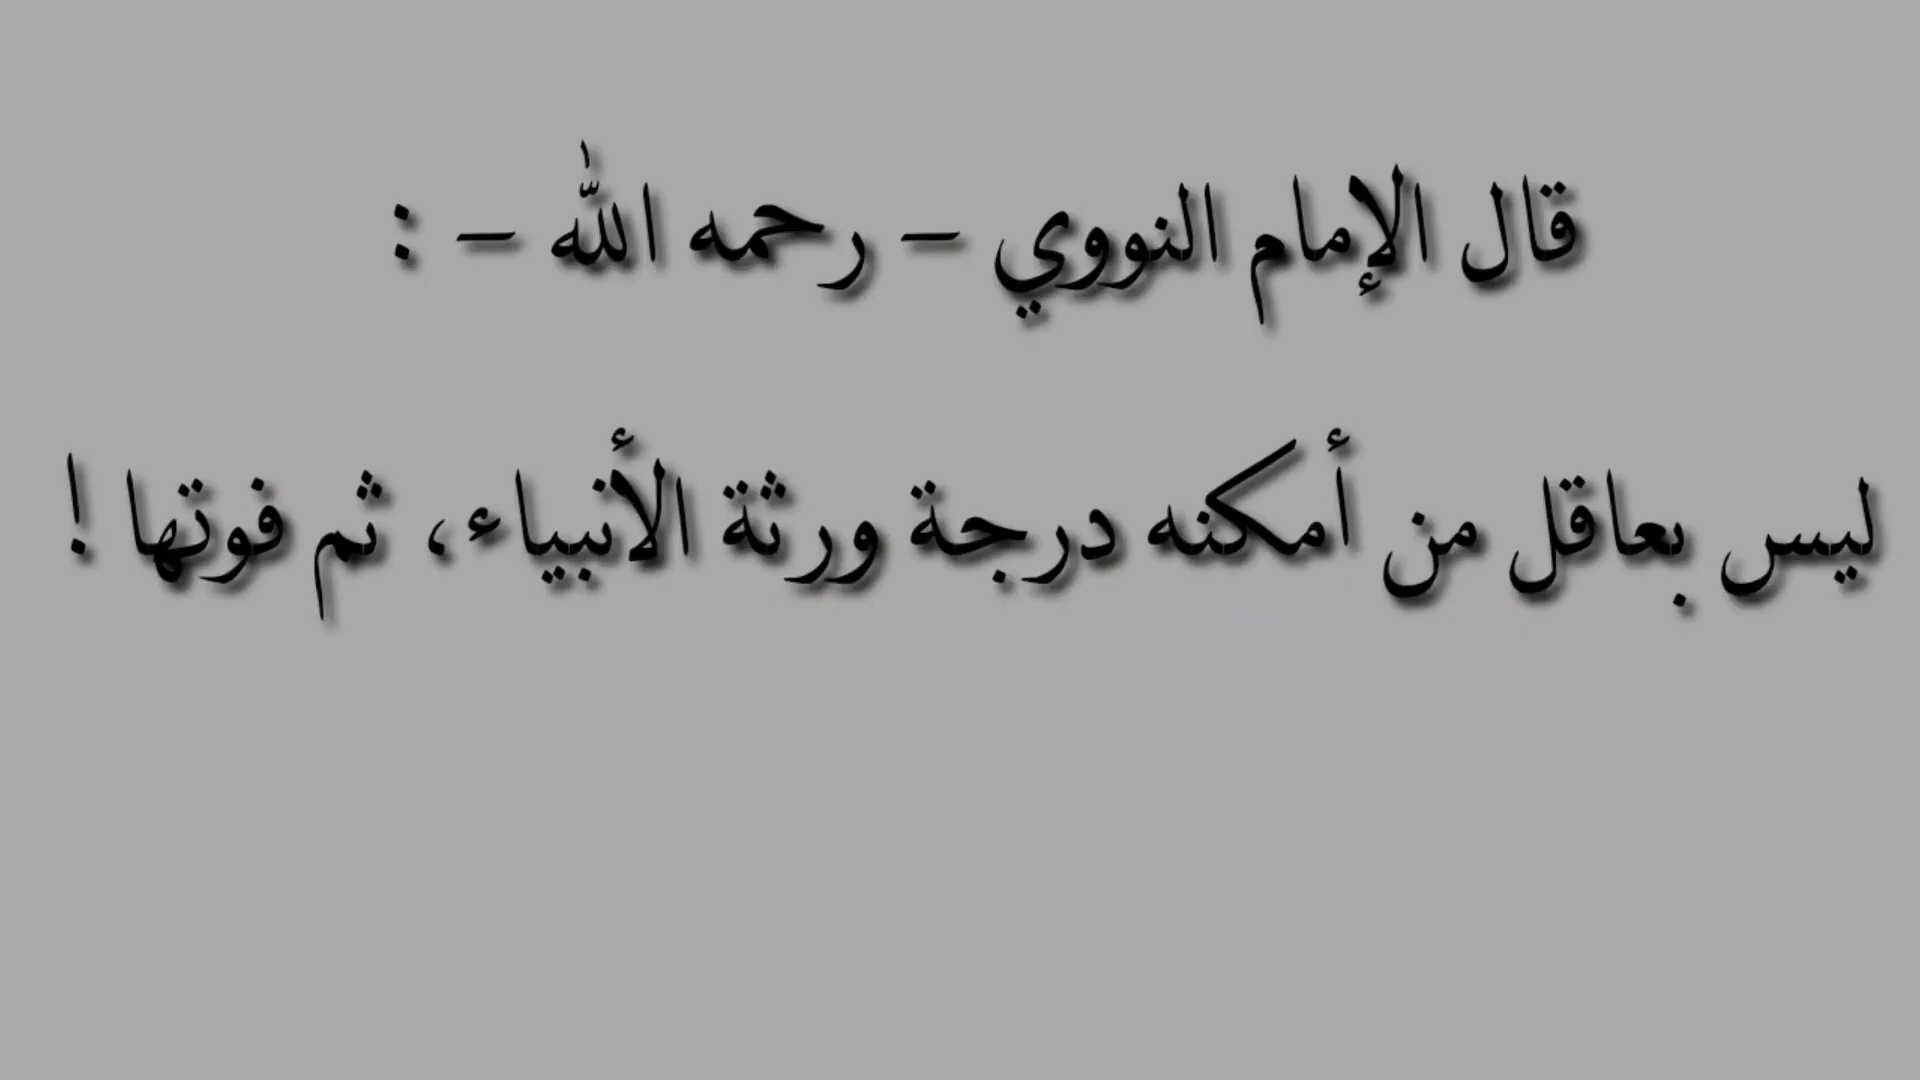 قال الإمام النووي – رحمه الله – :
ليس بعاقل من أمكنه درجة ورثة الأنبياء، ثم فوتها !